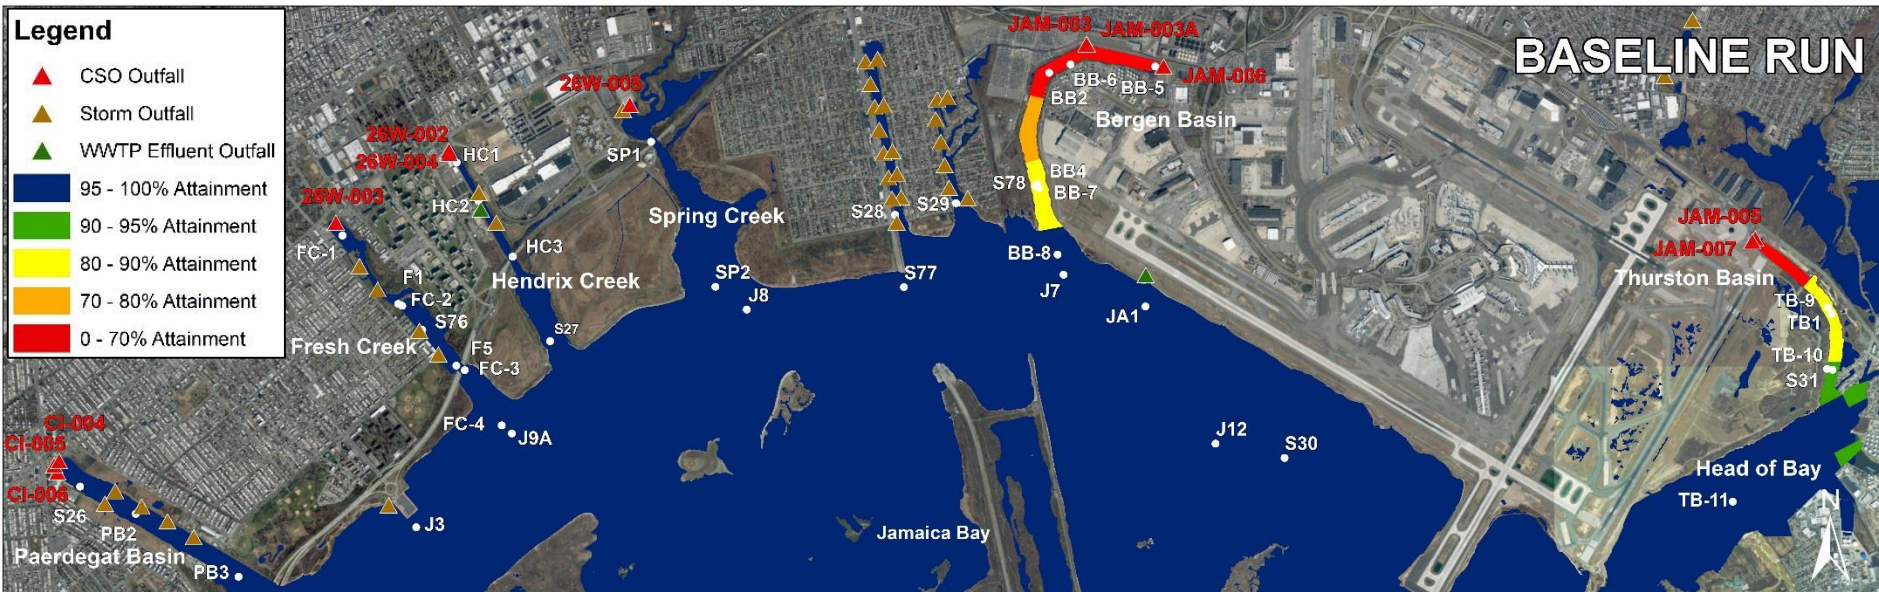 Legend
CSO Outfall
Storm Outfall
WWTP Effluent Outfall
95 - 100% Attainment
90 - 95% Attainment
80 - 90% Attainment
70 - 80% Attainment
0 - 70% Attainment
BASELINE RUN
JAM-003
JAM-003A
JAM-006
BB-6
BB-5
BB2
Bergen Basin
26W-005
SP1
26W-002
HC1
26W-004
HC2
26W-003
FC-1
HC3
Hendrix Creek
Spring Creek
SP2
J8
S28
S29
S77
S78
BB4
BB-7
BB-8
J7
JA1
JAM-005
JAM-007
Thurston Basin
TB-9
TB1
TB-10
S31
F1
FC-2
S76
Fresh Creek
F5
FC-3
S27
FC-4
J9A
J12
S30
Head of Bay
TB-11
N
CI-004
CI-005
CI-006
S26
PB2
Paerdegat Basin
PB3
J3
Jamaica Bay